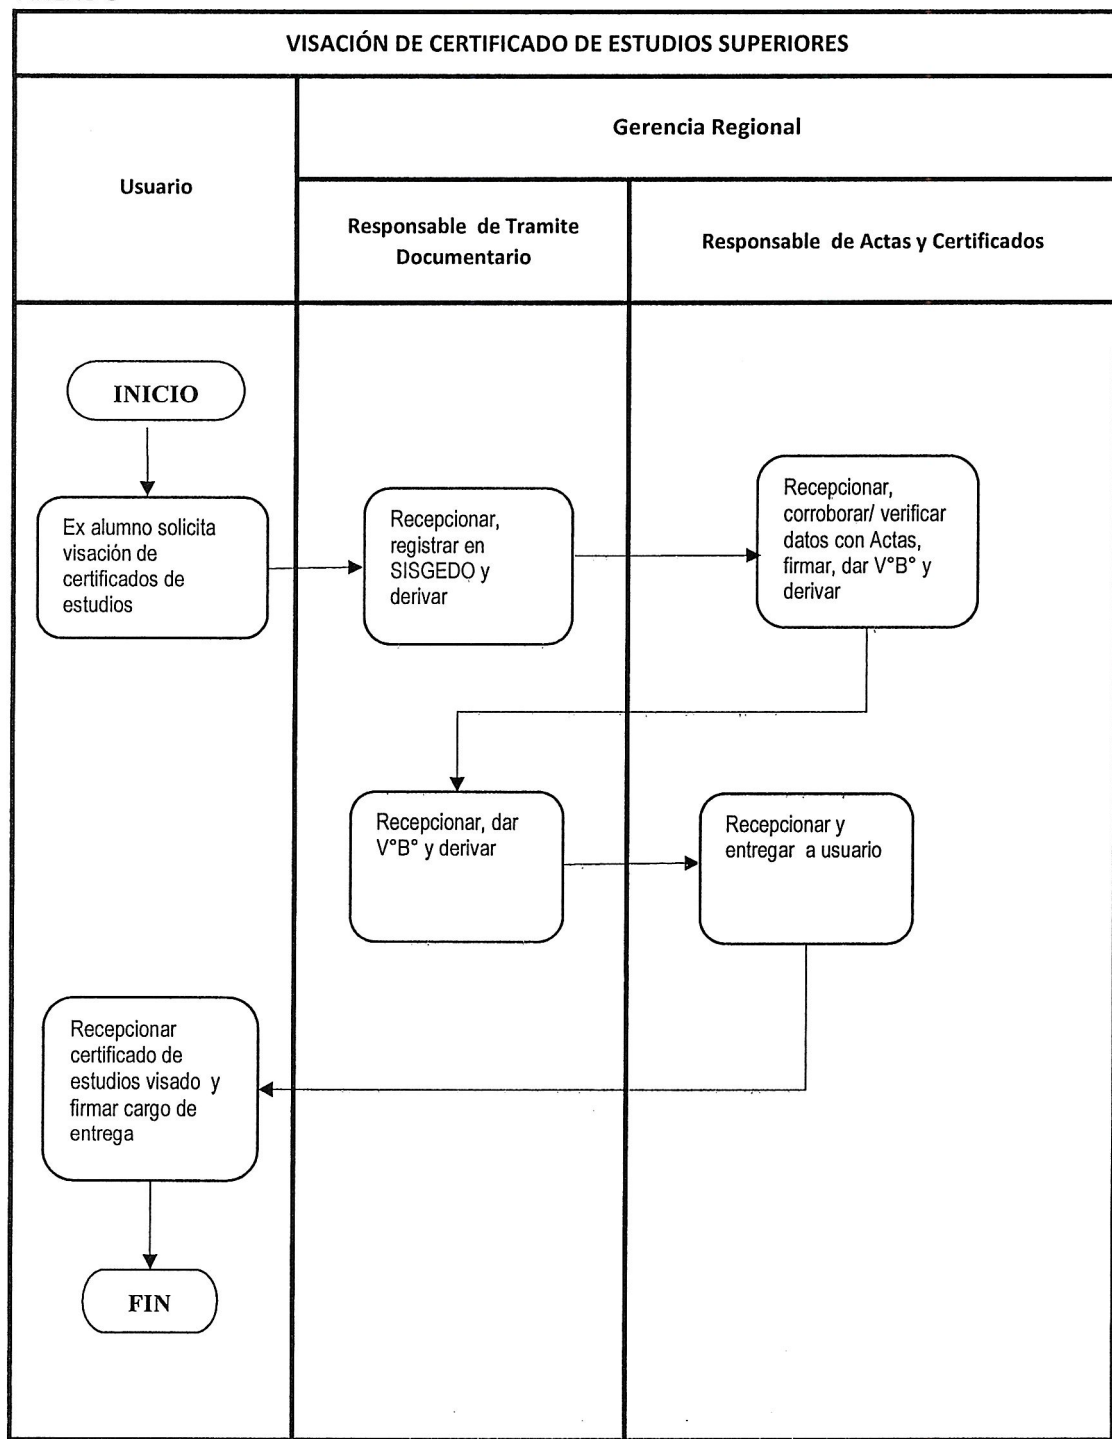 VISACIÓN DE CERTIFICADO DE ESTUDIOS SUPERIORES
Usuario
Gerencia Regional
Responsable de Tramite
Documentario
Responsable de Actas y Certificados
INICIO
Ex alumno solicita
visación de
certificados de
estudios
Recepcionar,
registrar en
SISGEDO y
derivar
Recepcionar,
corroborar/ verificar
datos con Actas,
firmar, dar V°B° y
derivar
Recepcionar, dar
V°B° y derivar
Recepcionar y
entregar a usuario
Recepcionar
certificado de
estudios visado y
firmar cargo de
entrega
FIN